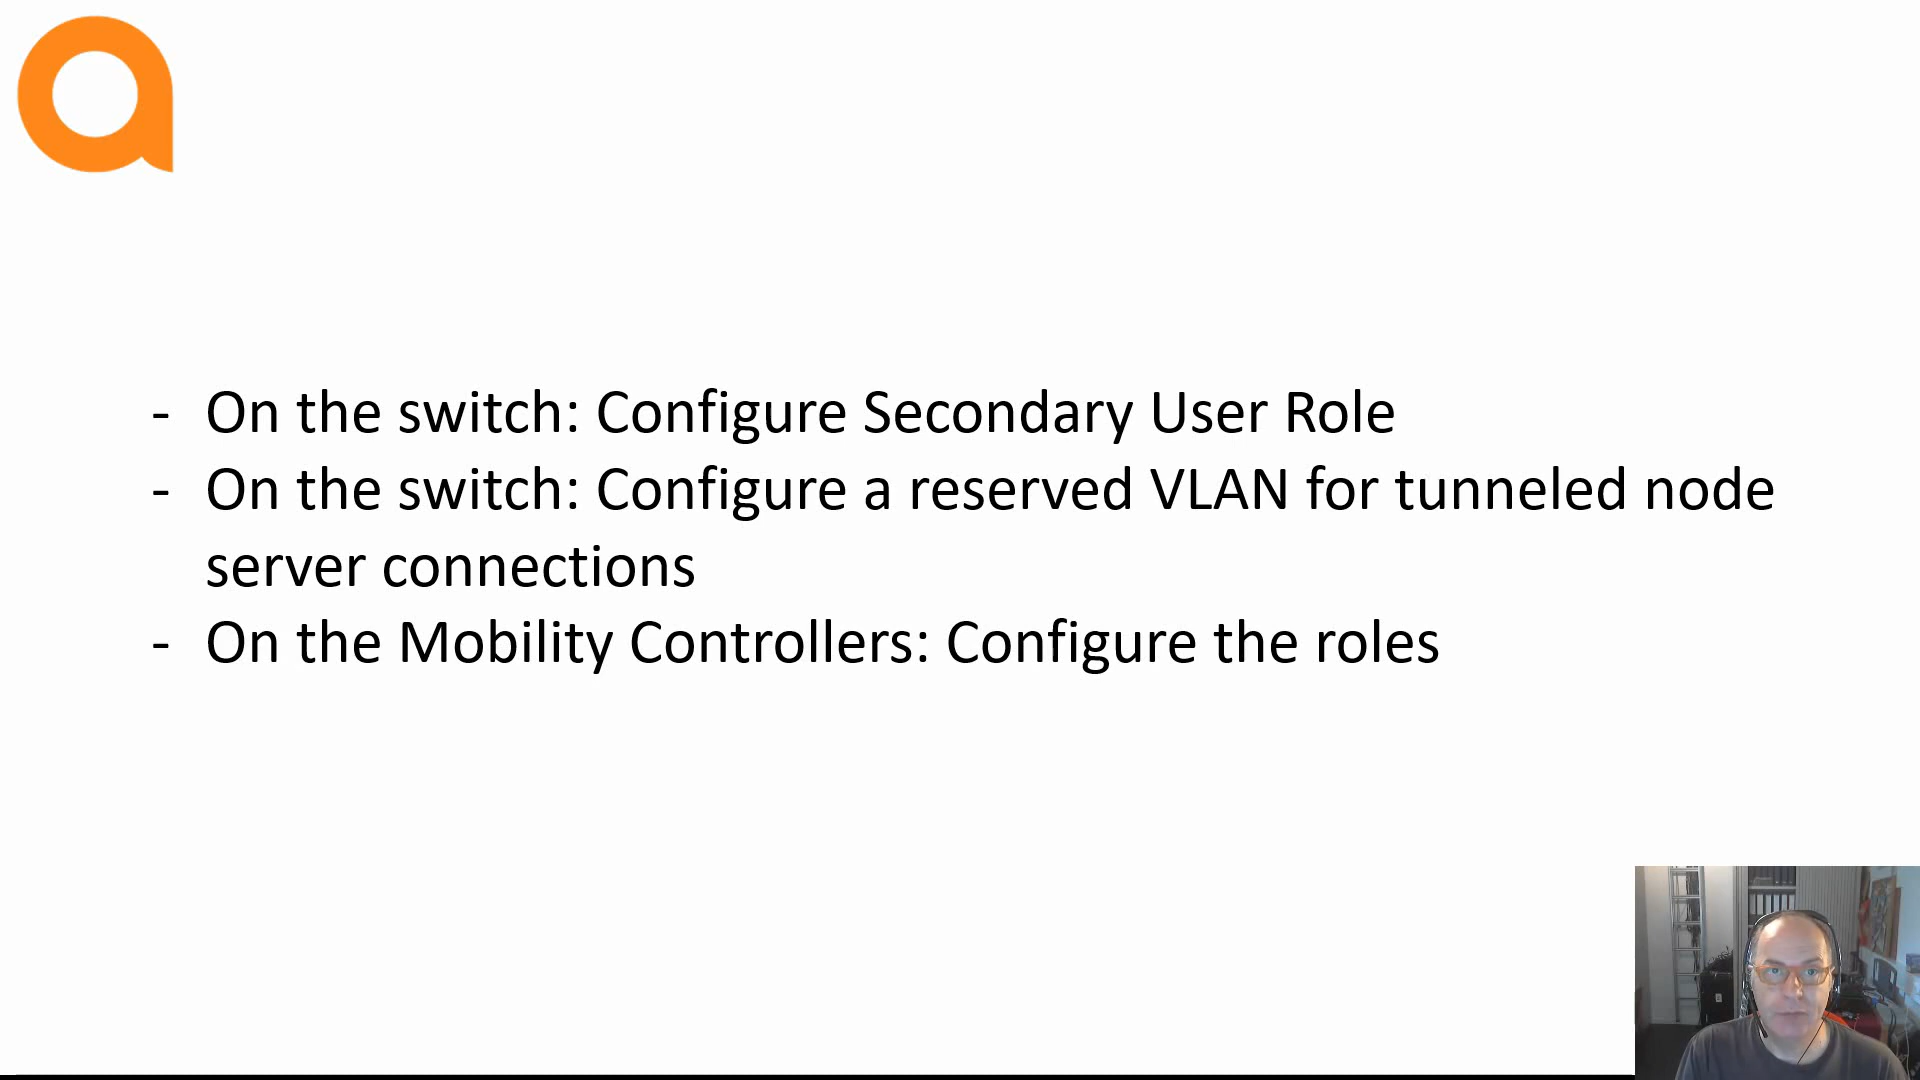 - On the switch: Configure Secondary User Role
- On the switch: Configure a reserved VLAN for tunneled node
server connections
- On the Mobility Controllers: Configure the roles